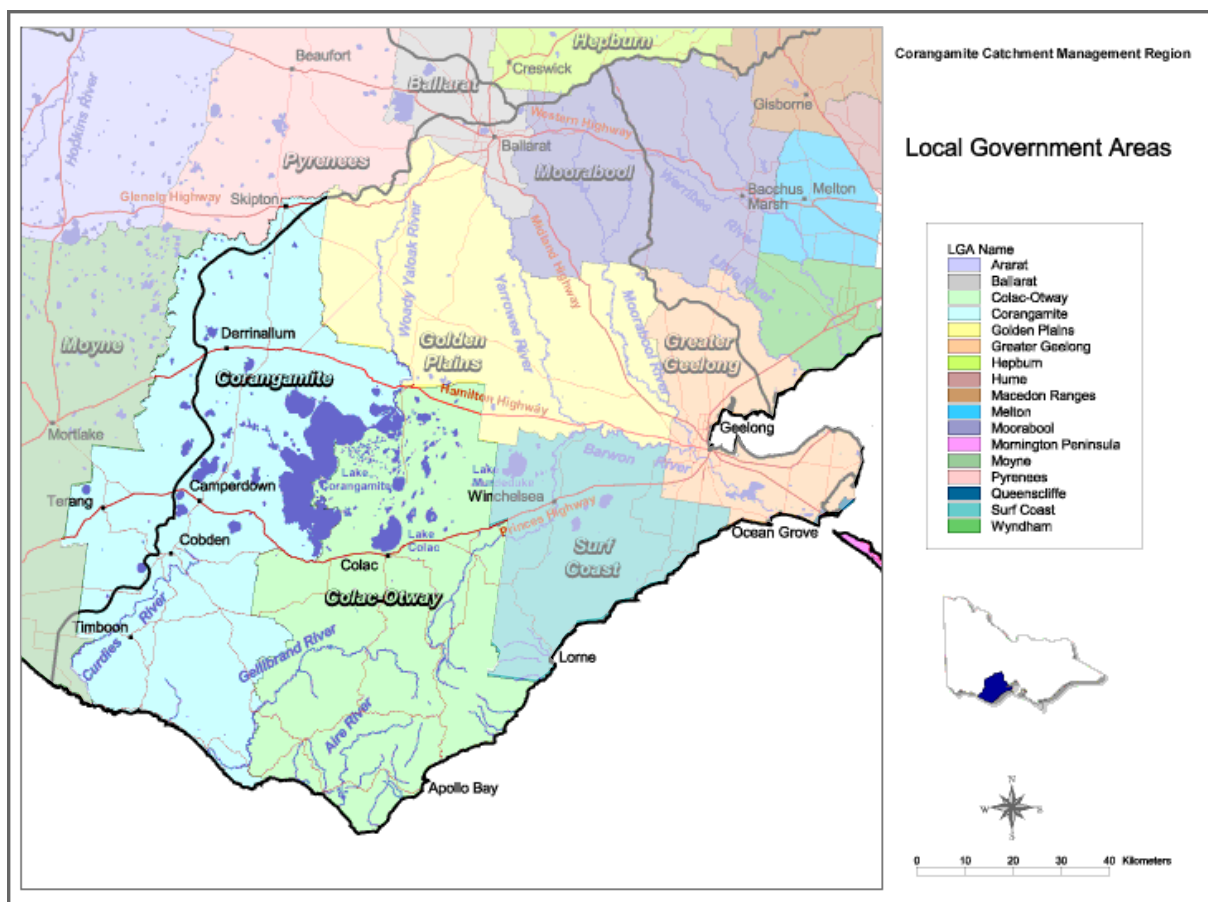 Corangamite Catchment Management Region
Local Government Areas
LGA Name
Ararat
Ballarat
Colac-Otway
Corangamite
Golden Plains
Greater Geelong
Hepburn
Hume
Macedon Ranges
Melton
Moorabool
Mornington Peninsula
Moyne
Pyrenees
Queenscliffe
Surf Coast
Wyndham
N
W
S
S
0 10 20 30 40 Kilometers
Hepburn
Beaufort
Creswick
Ballarat
Gisborne
Hopkins River
Western Highway
Ballarat
Pyrenees
Moorabool
Glenelg Highway
Skipton
Bacchus
Marsh
Melton
Werribee
River
Midland Highway
Woady Yaloak River
Little River
Yarrowee River
Moorabool River
Derrinallum
Moyne
Golden
Plains
Greater
Geelong
Corangamite
Hamilton Highway
Mortlake
Geelong
Barwon River
Lake
Corangamite
Lake
Murdeduke
Terang
Camperdown
Winchelsea
Princes Highway
Ocean Grove
Cobden
Lake
Colac
Colac
Surf
Coast
Colac-Otway
Timboon
Curdies River
Gellibrand River
Lorne
Aire River
Apollo Bay